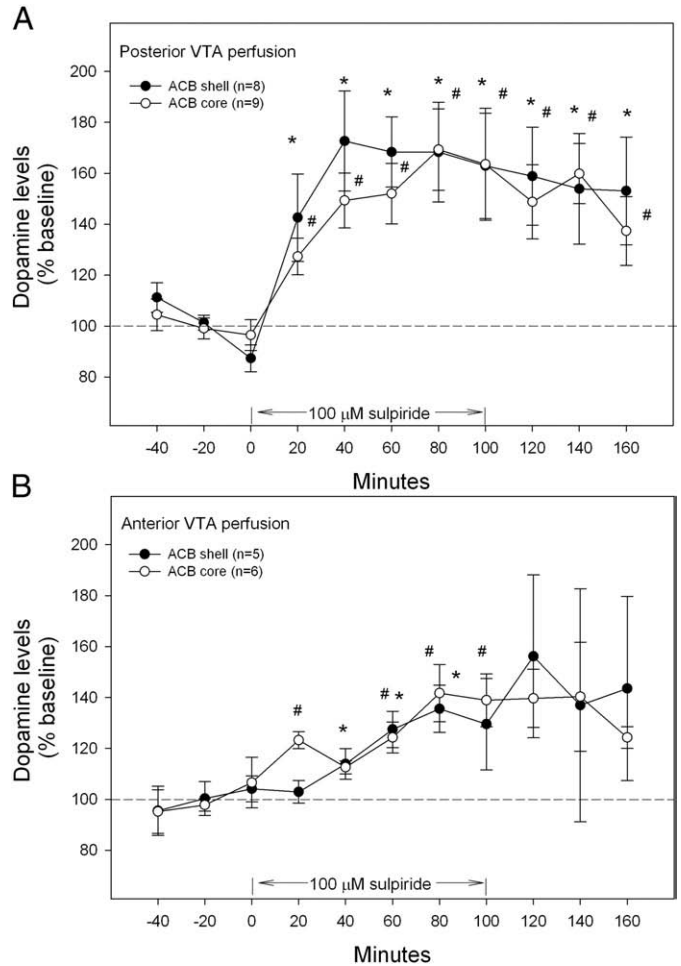 A
Posterior VTA perfusion
ACB shell (n=8)
ACB core (n=9)
Dopamine levels
(% baseline)
200
180
160
140
120
100
80
* * * * # * # * # * # *
# # # #
100 µM sulpiride
-40 -20 0 20 40 60 80 100 120 140 160
Minutes
B
Anterior VTA perfusion
ACB shell (n=5)
ACB core (n=6)
Dopamine levels
(% baseline)
200
180
160
140
120
100
80
# * # * # * #
100 µM sulpiride
-40 -20 0 20 40 60 80 100 120 140 160
Minutes